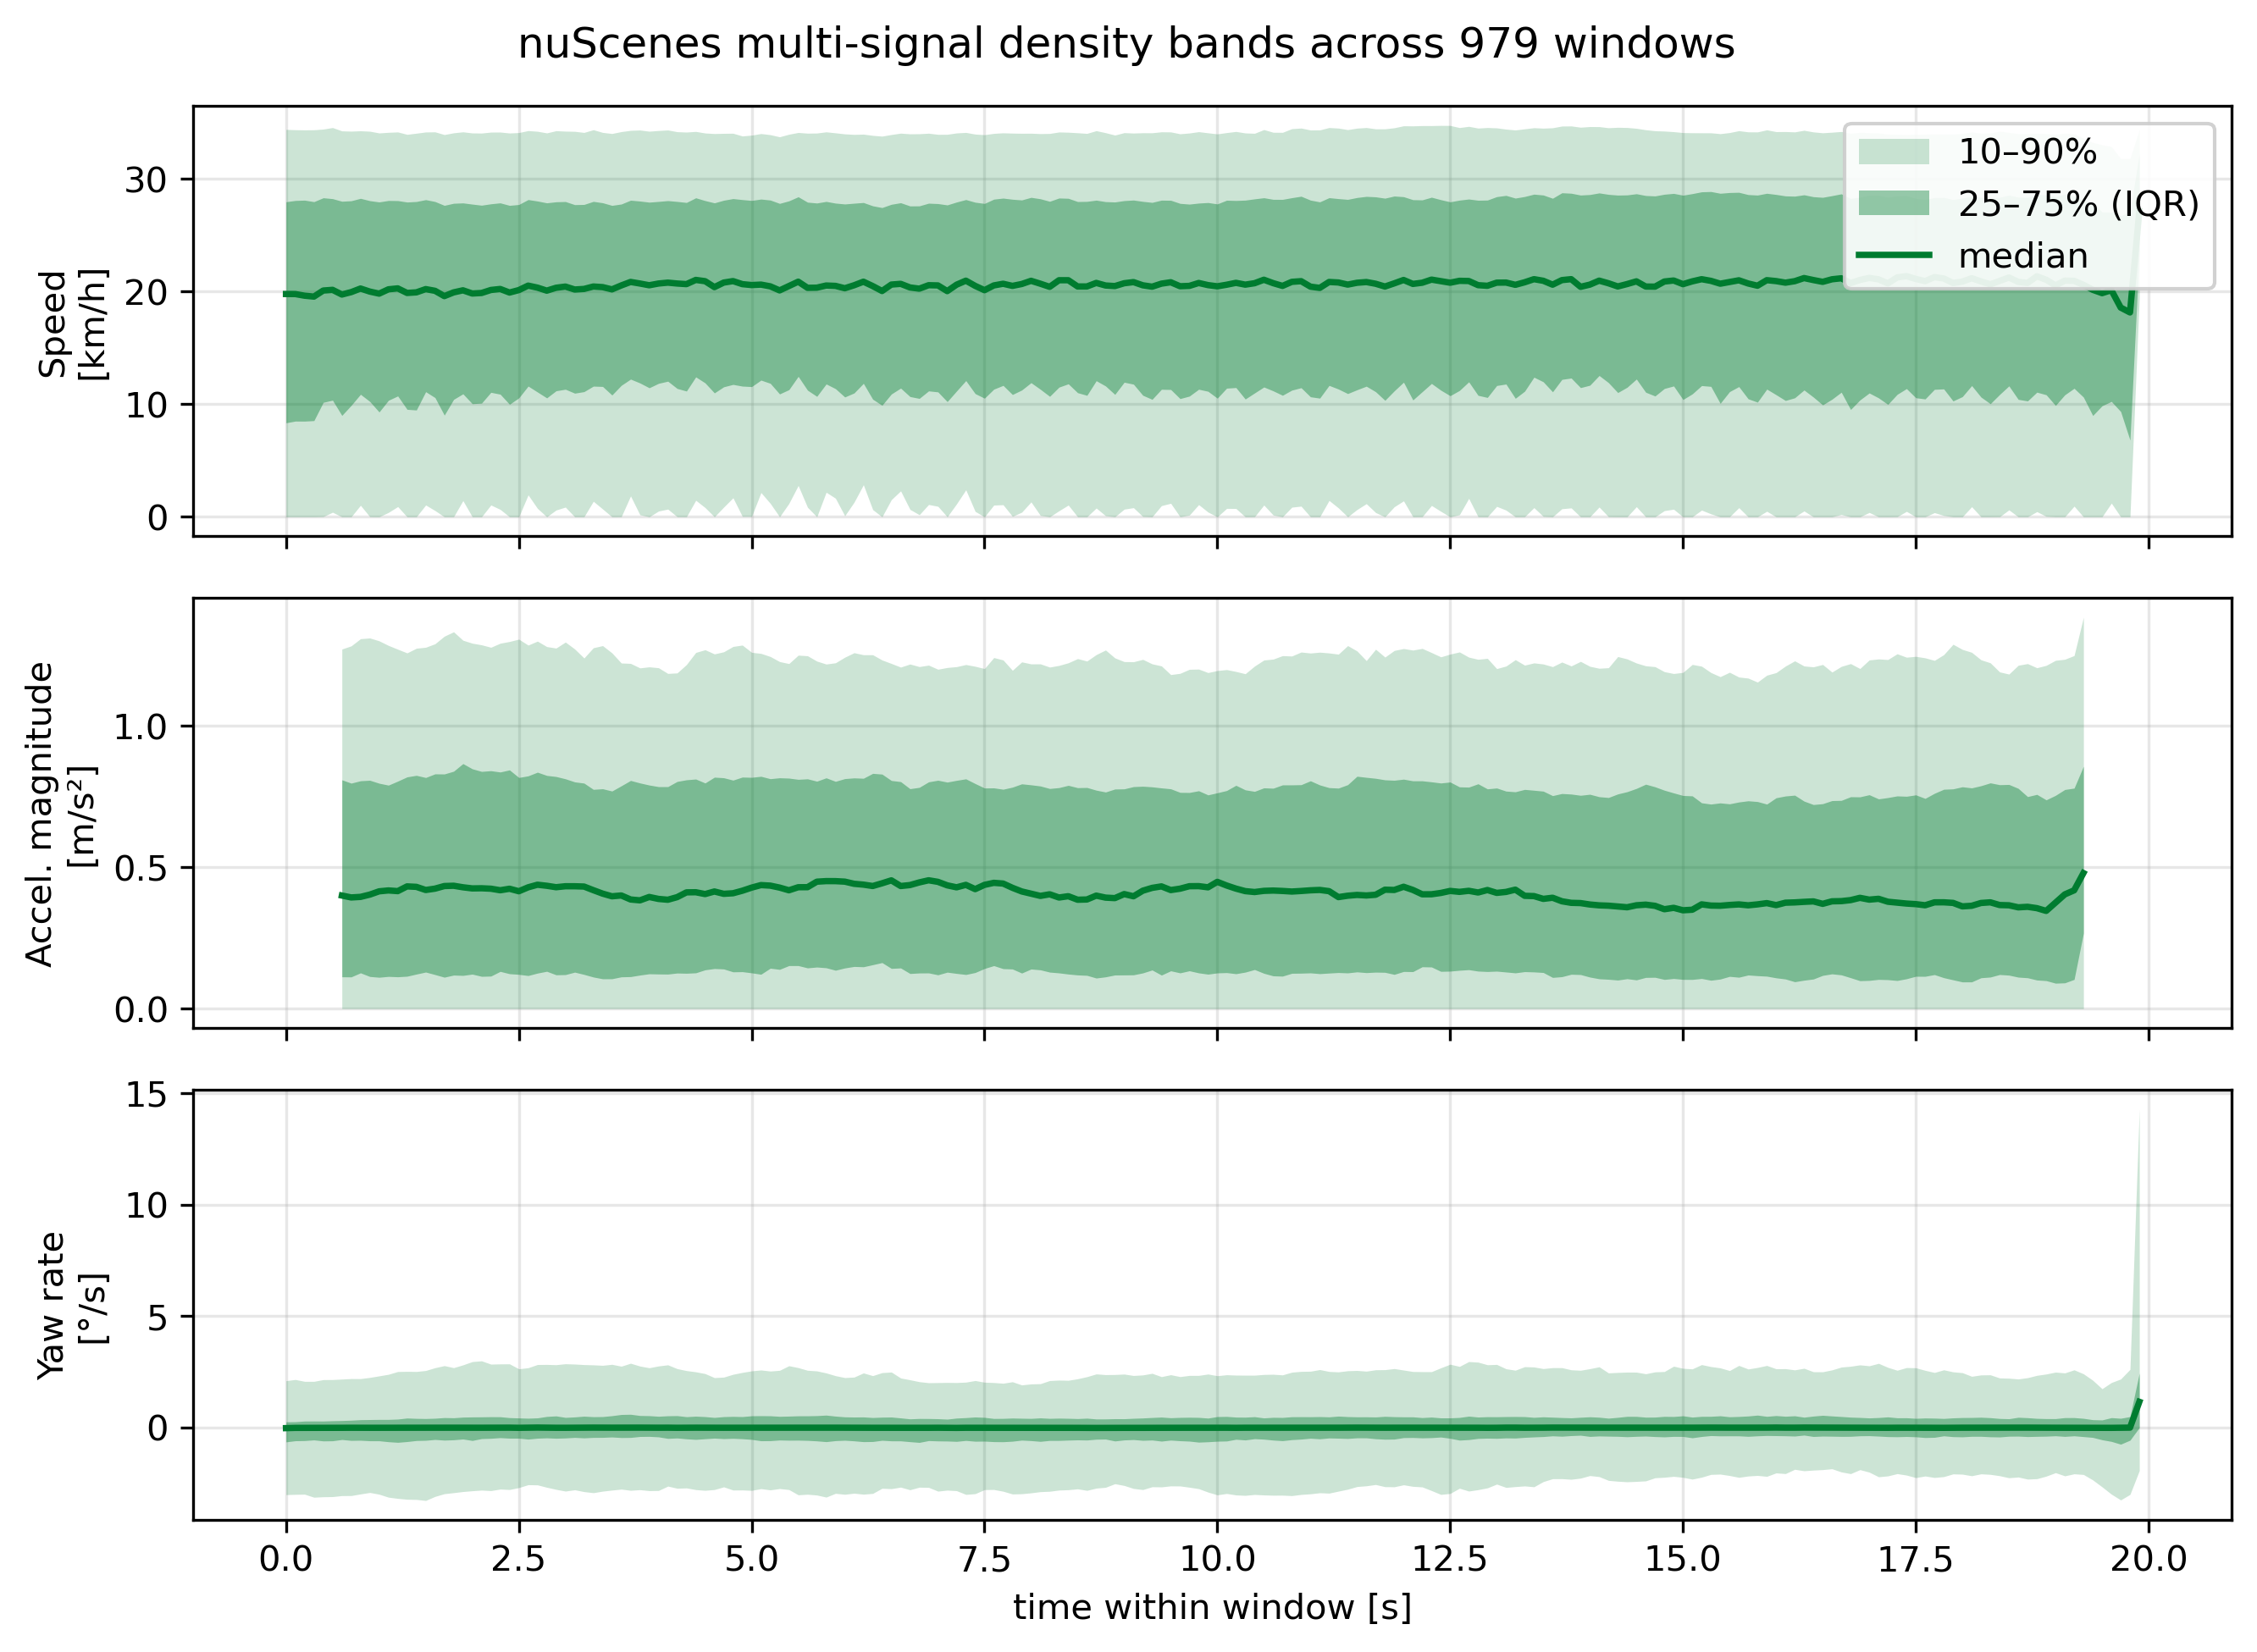 nuScenes multi-signal density bands across 979 windows
Speed
[km/h]
30
20
10
0
10–90%
25–75% (IQR)
median
Accel. magnitude
[m/s²]
1.0
0.5
0.0
Yaw rate
[°/s]
15
10
5
0
0.0 2.5 5.0 7.5 10.0 12.5 15.0 17.5 20.0
time within window [s]